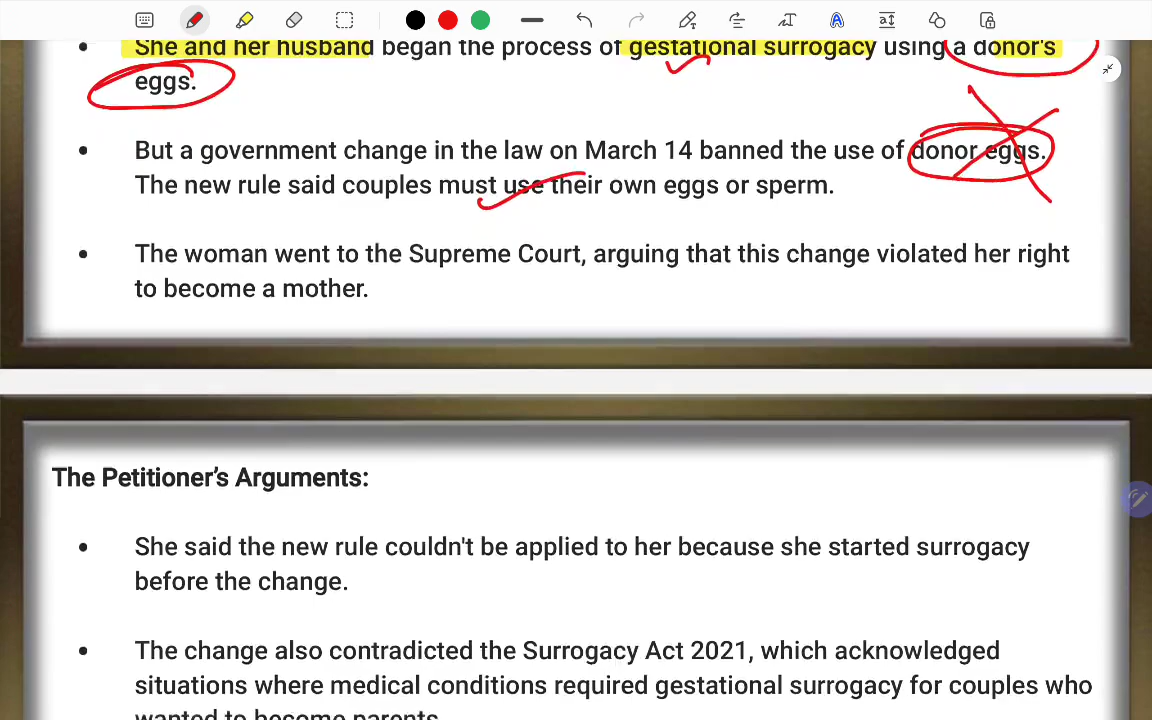 She and her husband began the process of gestational surrogacy using a donor's
eggs.
But a government change in the law on March 14 banned the use of donor eggs.
The new rule said couples must use their own eggs or sperm.
The woman went to the Supreme Court, arguing that this change violated her right
to become a mother.
The Petitioner’s Arguments:
She said the new rule couldn't be applied to her because she started surrogacy
before the change.
The change also contradicted the Surrogacy Act 2021, which acknowledged
situations where medical conditions required gestational surrogacy for couples who
wanted to become parents.